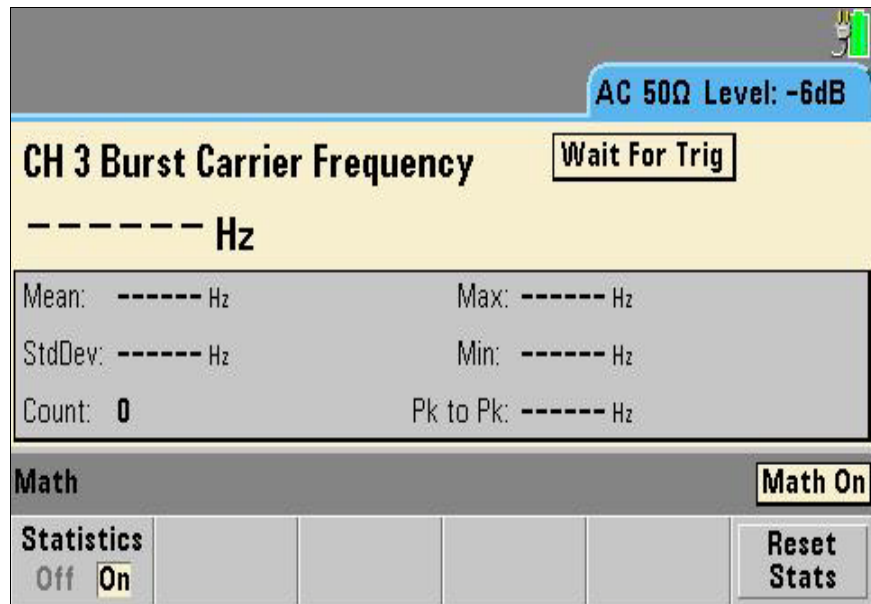 AC 50Ω Level: -6dB
CH 3 Burst Carrier Frequency
Wait For Trig
------ Hz
Mean: ------ Hz
Max: ------ Hz
StdDev: ------ Hz
Min: ------ Hz
Count: 0
Pk to Pk: ------ Hz
Math
Math On
Statistics
Off On
Reset
Stats